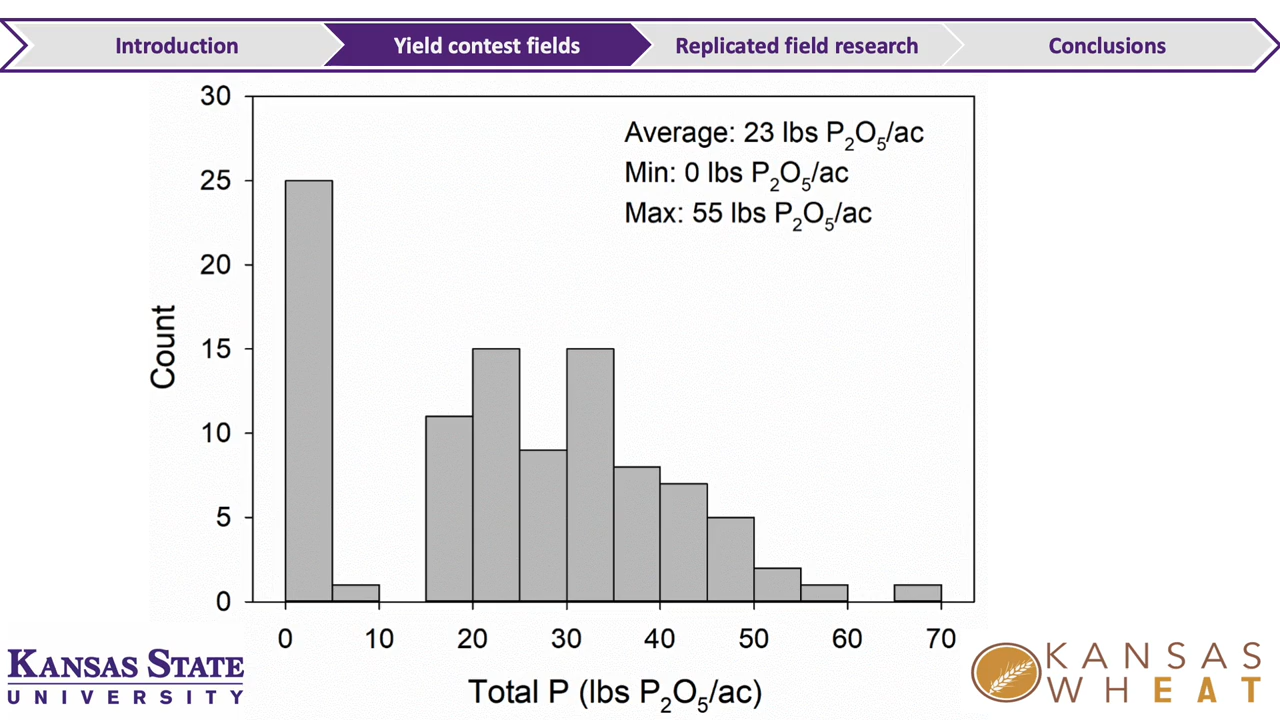 Introduction
Yield contest fields
Replicated field research
Conclusions
Average: 23 lbs P₂O₅/ac
Min: 0 lbs P₂O₅/ac
Max: 55 lbs P₂O₅/ac
30
25
20
15
10
5
0
Count
0 10 20 30 40 50 60 70
Total P (lbs P₂O₅/ac)
KANSAS STATE
UNIVERSITY
KANSAS
WHEAT